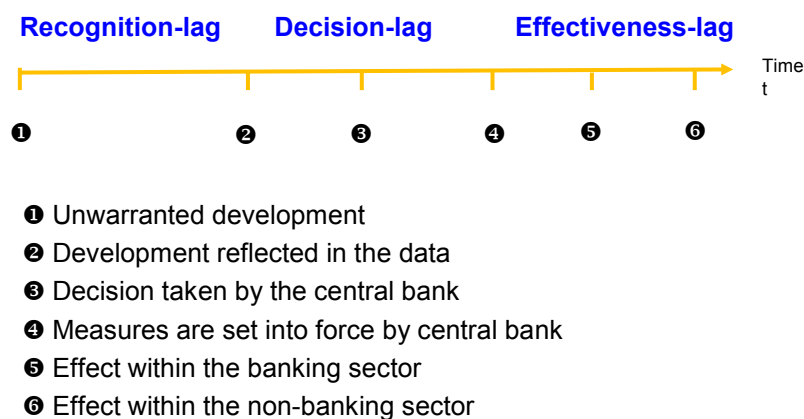 Recognition-lag Decision-lag Effectiveness-lag
Time
t
❶ ❷ ❸ ❹ ❺ ❻
❶ Unwarranted development
❷ Development reflected in the data
❸ Decision taken by the central bank
❹ Measures are set into force by central bank
❺ Effect within the banking sector
❻ Effect within the non-banking sector